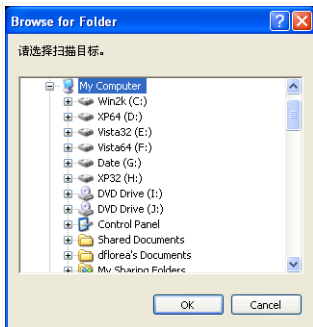 Browse for Folder
请选择扫描目标。
My Computer
Win2k (C:)
XP64 (D:)
Vista32 (E:)
Vista64 (F:)
Date (G:)
XP32 (H:)
DVD Drive (I:)
DVD Drive (J:)
Control Panel
Shared Documents
dflorea's Documents
My Sharing Folders
OK Cancel